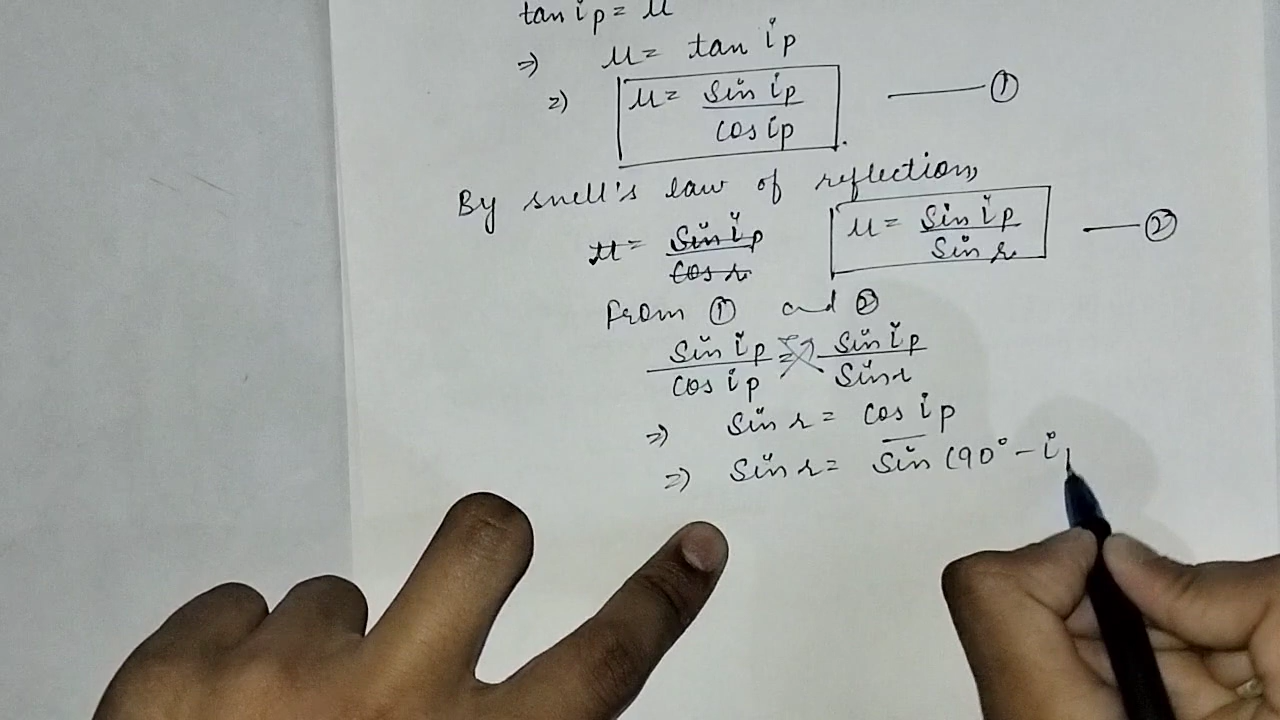 tan ip = μ
⇒ μ = tan ip
⇒ μ = sin ip / cos ip ——— ①
By snell's law of reflection,
μ = sin ip / cos r μ = sin ip / sin r —— ②
From ① and ②
sin ip / cos ip = sin ip / sin r
⇒ sin r = cos ip
⇒ sin r = sin (90° - i